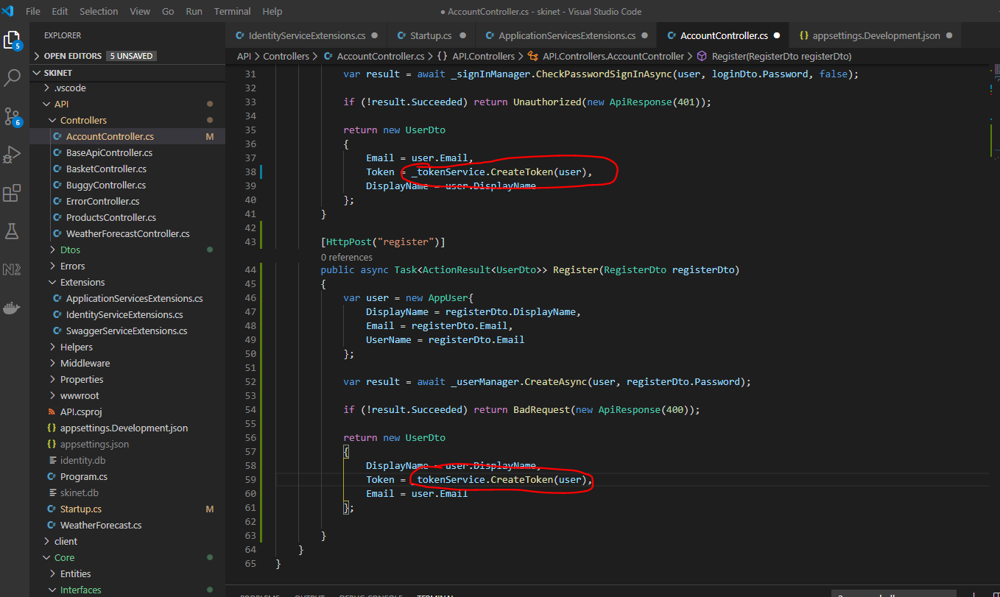 File Edit Selection View Go Run Terminal Help ● AccountController.cs - skinet - Visual Studio Code
EXPLORER
IdentityServiceExtensions.cs ● Startup.cs ● ApplicationServicesExtensions.cs ● AccountController.cs ● {} appsettings.Development.json ●
5
OPEN EDITORS 5 UNSAVED
API > Controllers > AccountController.cs > {} API.Controllers > API.Controllers.AccountController > Register(RegisterDto registerDto)
SKINET
.vscode
API
Controllers
AccountController.cs M
BaseApiController.cs
BasketController.cs
BuggyController.cs
ErrorController.cs
ProductsController.cs
WeatherForecastController.cs
Dtos
Errors
Extensions
ApplicationServicesExtensions.cs
IdentityServiceExtensions.cs
SwaggerServiceExtensions.cs
Helpers
Middleware
Properties
wwwroot
API.csproj
{} appsettings.Development.json
{} appsettings.json
identity.db
Program.cs
skinet.db
Startup.cs M
WeatherForecast.cs
client
Core
Entities
Interfaces
6
31 var result = await _signInManager.CheckPasswordSignInAsync(user, loginDto.Password, false);
32
33 if (!result.Succeeded) return Unauthorized(new ApiResponse(401));
34
35 return new UserDto
36 {
37 Email = user.Email,
38 Token = _tokenService.CreateToken(user),
39 DisplayName = user.DisplayName
40 };
41 }
42
43 [HttpPost("register")]
0 references
44 public async Task<ActionResult<UserDto>> Register(RegisterDto registerDto)
45 {
46 var user = new AppUser{
47 DisplayName = registerDto.DisplayName,
48 Email = registerDto.Email,
49 UserName = registerDto.Email
50 };
51
52 var result = await _userManager.CreateAsync(user, registerDto.Password);
53
54 if (!result.Succeeded) return BadRequest(new ApiResponse(400));
55
56 return new UserDto
57 {
58 DisplayName = user.DisplayName,
59 Token = _tokenService.CreateToken(user),
60 Email = user.Email
61 };
62
63 }
64 }
65 }
PROBLEMS OUTPUT DEBUG CONSOLE TERMINAL